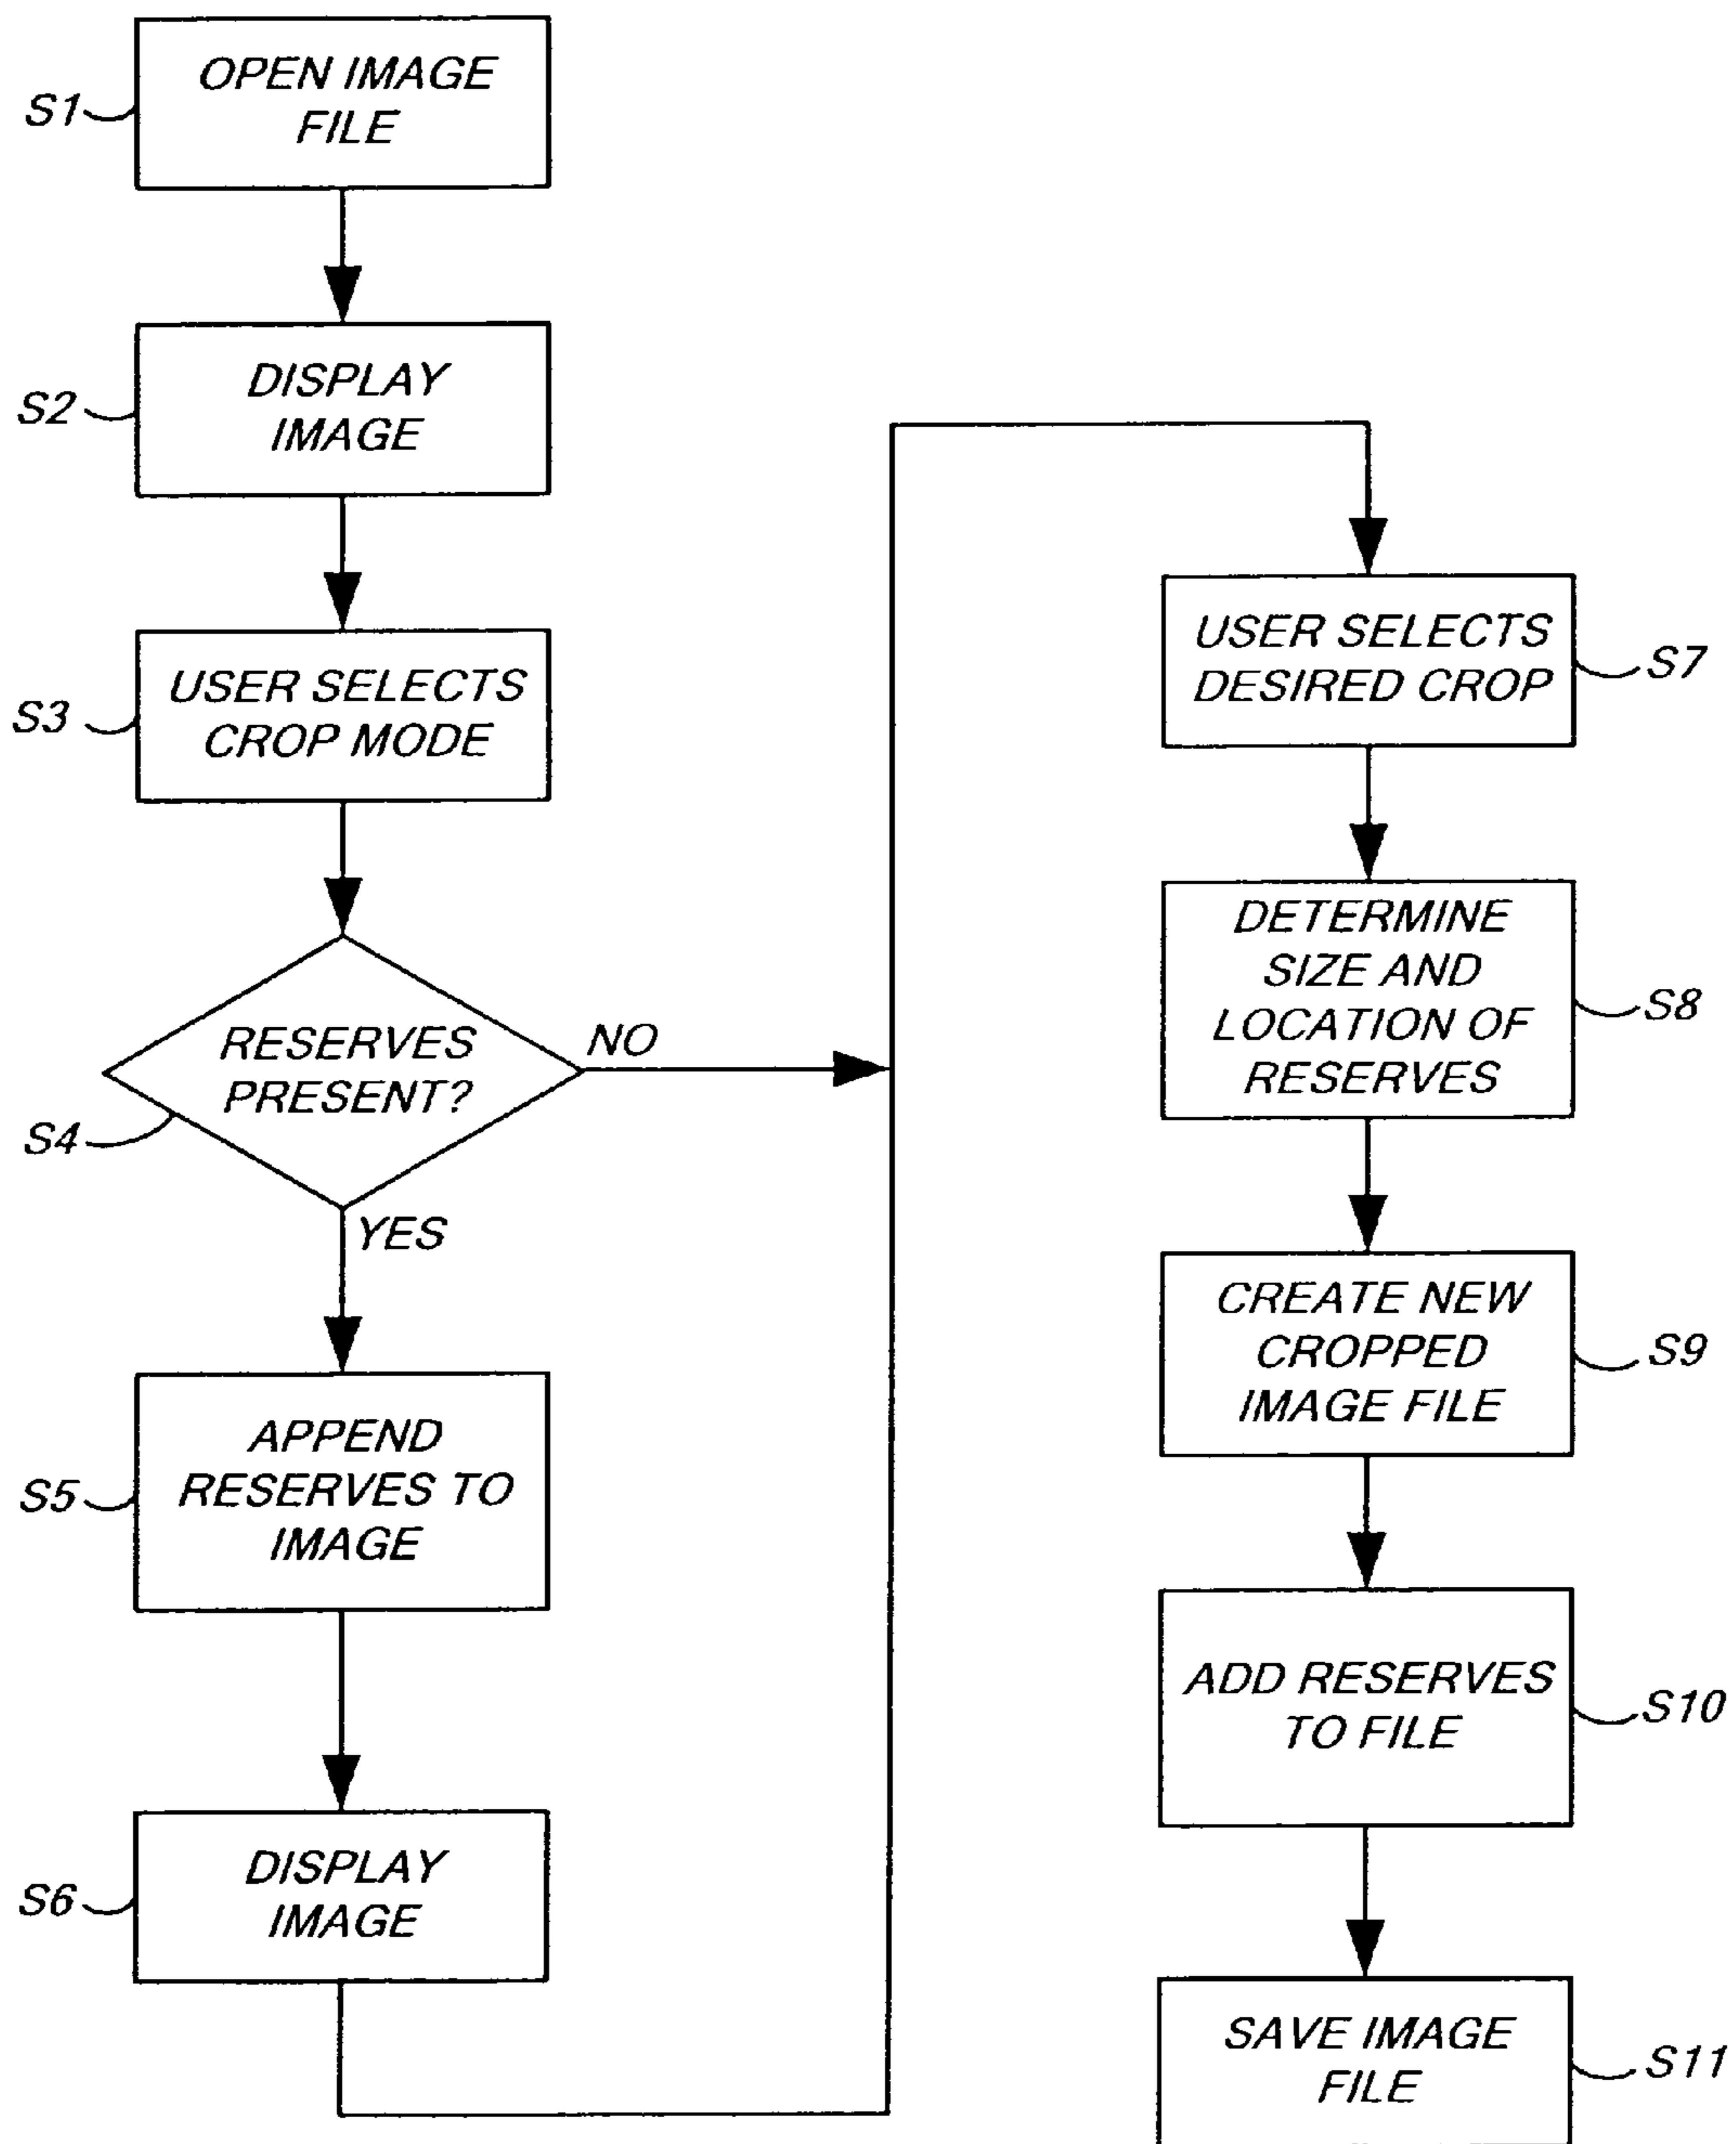 S1
OPEN IMAGE
FILE
S2
DISPLAY
IMAGE
S3
USER SELECTS
CROP MODE
S4
RESERVES
PRESENT?
NO
YES
S5
APPEND
RESERVES TO
IMAGE
S6
DISPLAY
IMAGE
USER SELECTS
DESIRED CROP
S7
DETERMINE
SIZE AND
LOCATION OF
RESERVES
S8
CREATE NEW
CROPPED
IMAGE FILE
S9
ADD RESERVES
TO FILE
S10
SAVE IMAGE
FILE
S11